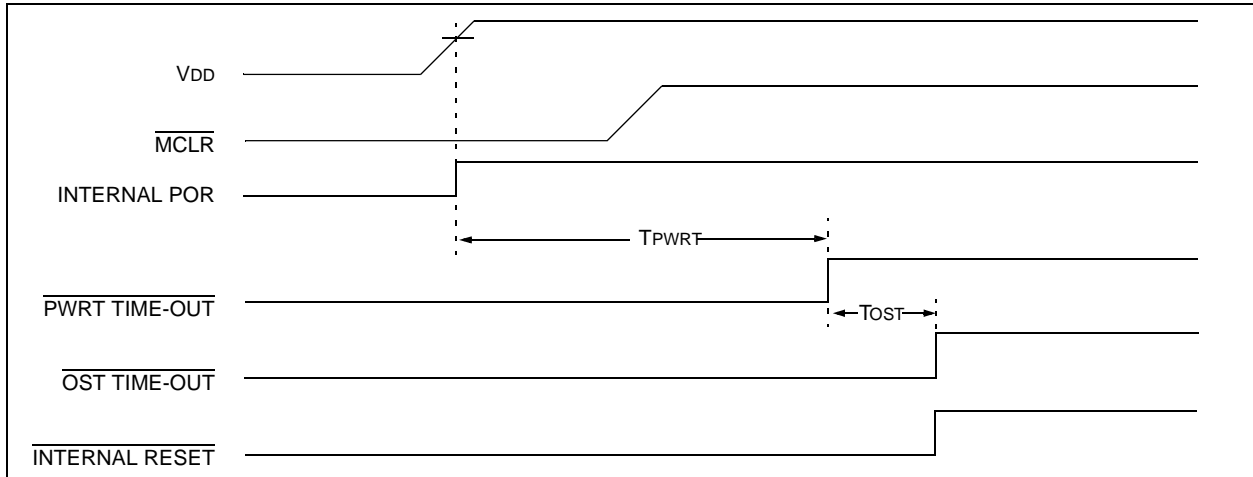 VDD
MCLR
INTERNAL POR
TPWRT
PWRT TIME-OUT
TOST
OST TIME-OUT
INTERNAL RESET